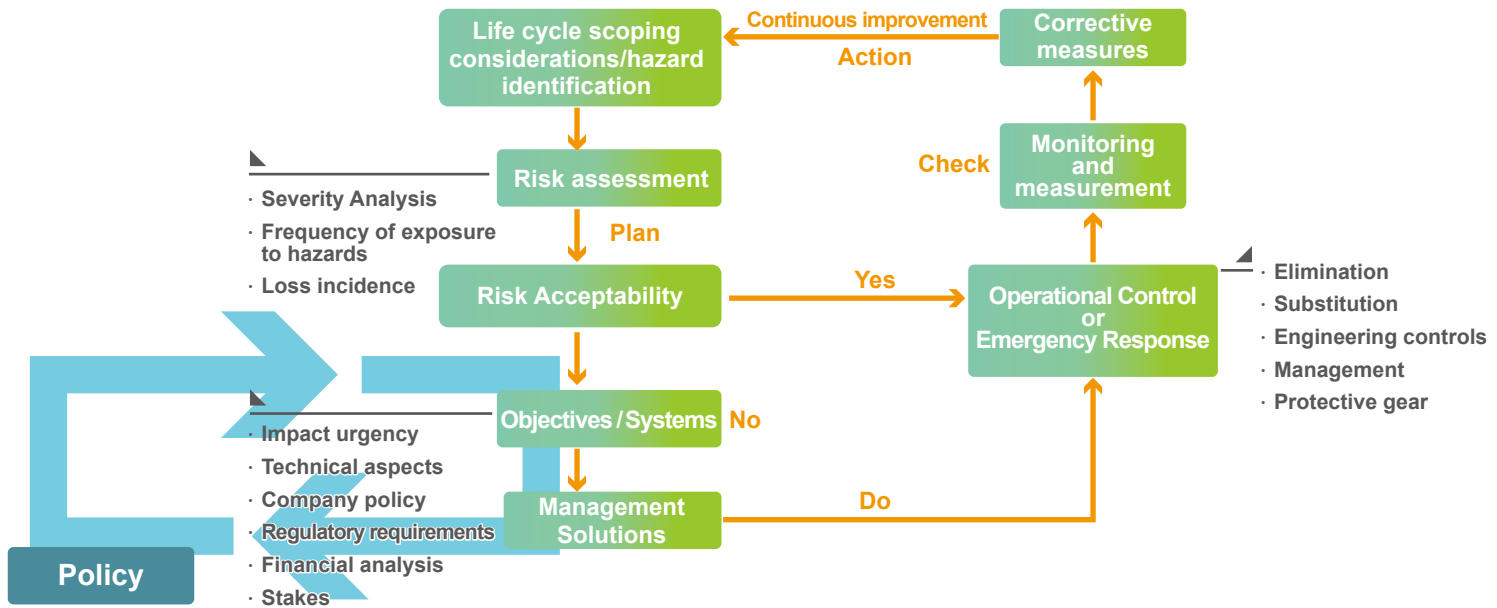 Life cycle scoping
considerations/hazard
identification
Continuous improvement
Action
Corrective
measures
Risk assessment
· Severity Analysis
· Frequency of exposure
to hazards
· Loss incidence
Plan
Check
Monitoring
and
measurement
Risk Acceptability
Yes
Operational Control
or
Emergency Response
· Elimination
· Substitution
· Engineering controls
· Management
· Protective gear
Objectives / Systems
No
· Impact urgency
· Technical aspects
· Company policy
· Regulatory requirements
· Financial analysis
· Stakes
Management
Solutions
Do
Policy